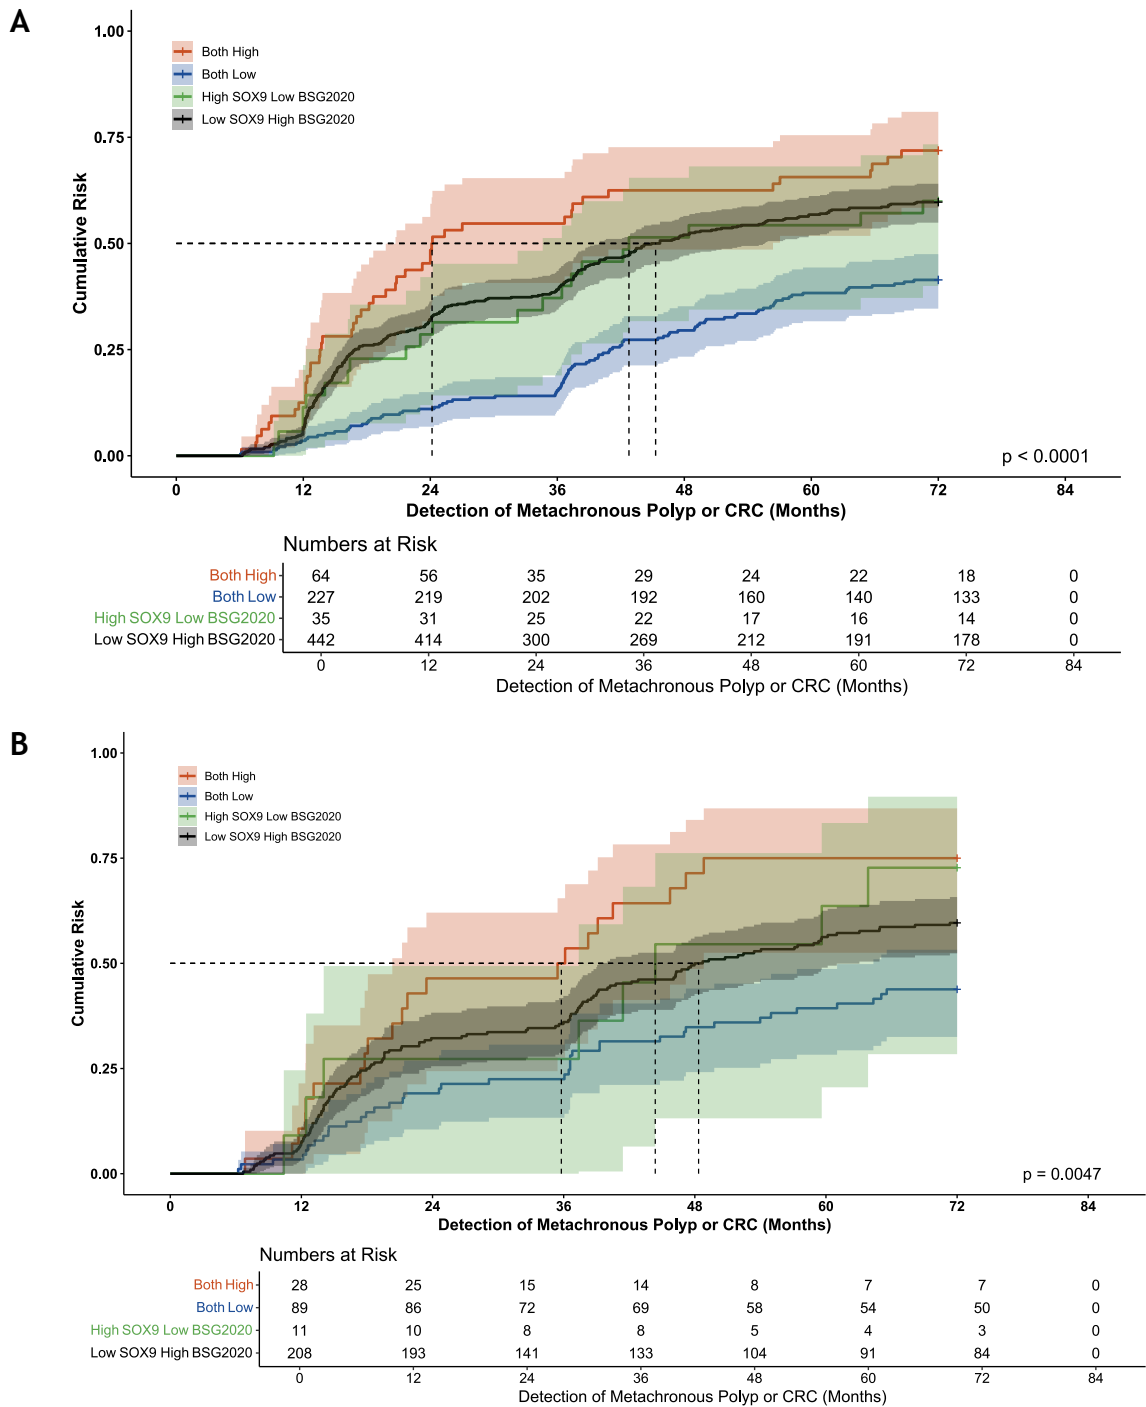 A
1.00
0.75
0.50
0.25
0.00
Cumulative Risk
Both High
Both Low
High SOX9 Low BSG2020
Low SOX9 High BSG2020
p < 0.0001
0 12 24 36 48 60 72 84
Detection of Metachronous Polyp or CRC (Months)
Numbers at Risk
Both High 64 56 35 29 24 22 18 0
Both Low 227 219 202 192 160 140 133 0
High SOX9 Low BSG2020 35 31 25 22 17 16 14 0
Low SOX9 High BSG2020 442 414 300 269 212 191 178 0
0 12 24 36 48 60 72 84
Detection of Metachronous Polyp or CRC (Months)
B
1.00
0.75
0.50
0.25
0.00
Cumulative Risk
Both High
Both Low
High SOX9 Low BSG2020
Low SOX9 High BSG2020
p = 0.0047
0 12 24 36 48 60 72 84
Detection of Metachronous Polyp or CRC (Months)
Numbers at Risk
Both High 28 25 15 14 8 7 7 0
Both Low 89 86 72 69 58 54 50 0
High SOX9 Low BSG2020 11 10 8 8 5 4 3 0
Low SOX9 High BSG2020 208 193 141 133 104 91 84 0
0 12 24 36 48 60 72 84
Detection of Metachronous Polyp or CRC (Months)